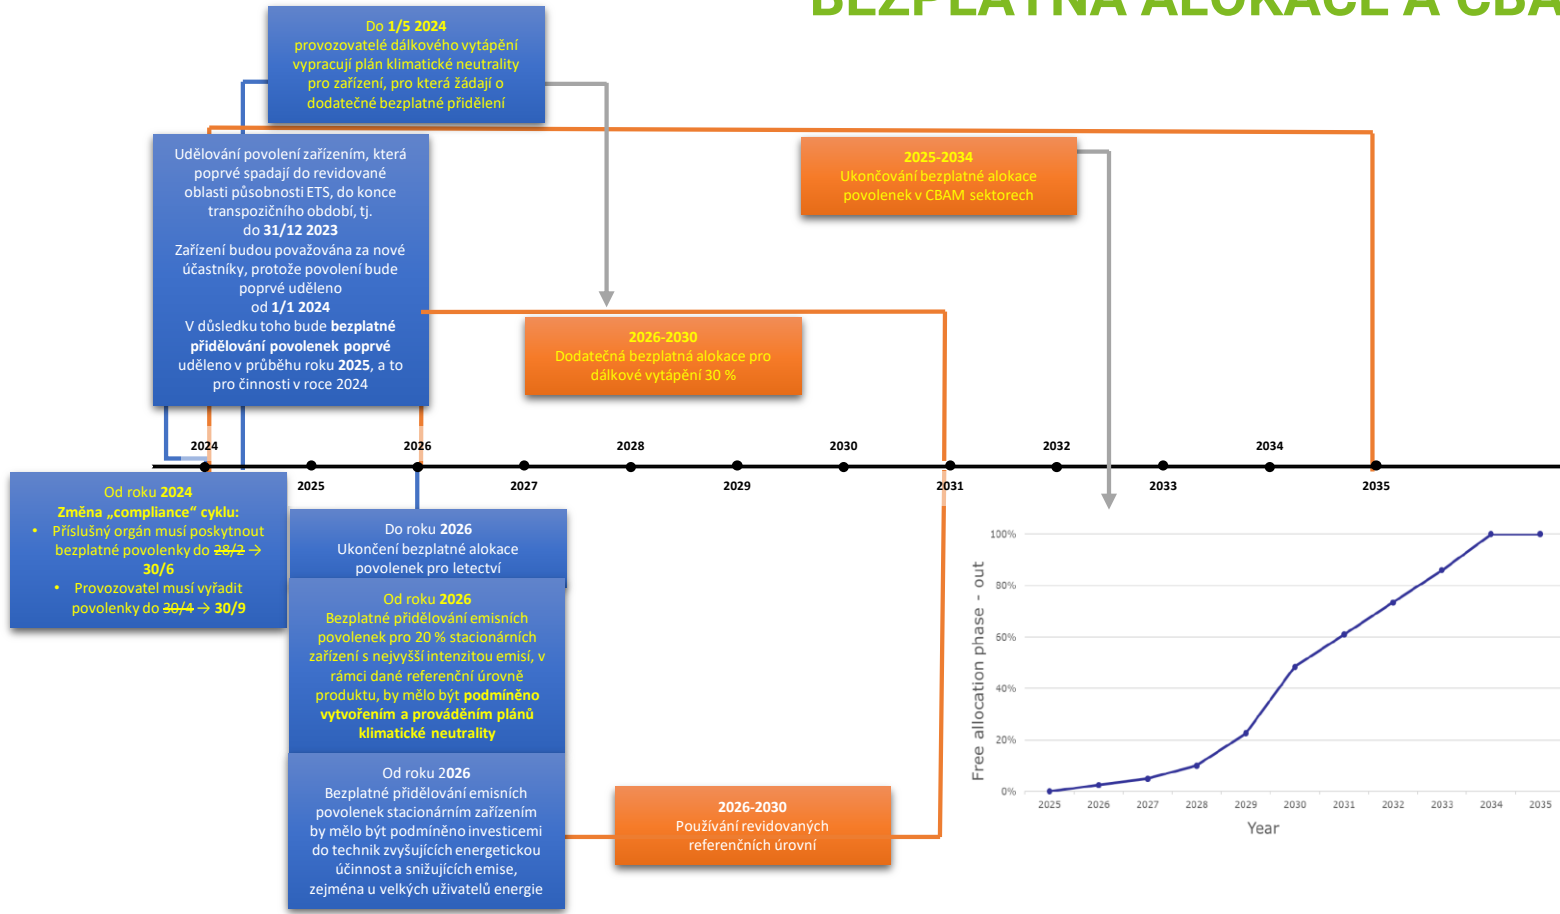 BEZPLATNÁ ALOKACE A CBA
Do 1/5 2024
provozovatelé dálkového vytápění
vypracují plán klimatické neutrality
pro zařízení, pro která žádají o
dodatečné bezplatné přidělení
Udělování povolení zařízením, která
poprvé spadají do revidované
oblasti působnosti ETS, do konce
transpozičního období, tj.
do 31/12 2023
Zařízení budou považována za nové
účastníky, protože povolení bude
poprvé uděleno
od 1/1 2024
V důsledku toho bude bezplatné
přidělování povolenek poprvé
uděleno v průběhu roku 2025, a to
pro činnosti v roce 2024
2025-2034
Ukončování bezplatné alokace
povolenek v CBAM sektorech
2026-2030
Dodatečná bezplatná alokace pro
dálkové vytápění 30 %
2024
2026
2028
2030
2032
2034
2025
2027
2029
2031
2033
2035
Od roku 2024
Změna „compliance“ cyklu:
• Příslušný orgán musí poskytnout
bezplatné povolenky do 28/2 →
30/6
• Provozovatel musí vyřadit
povolenky do 30/4 → 30/9
Do roku 2026
Ukončení bezplatné alokace
povolenek pro letectví
Od roku 2026
Bezplatné přidělování emisních
povolenek pro 20 % stacionárních
zařízení s nejvyšší intenzitou emisí, v
rámci dané referenční úrovně
produktu, by mělo být podmíněno
vytvořením a prováděním plánů
klimatické neutrality
Od roku 2026
Bezplatné přidělování emisních
povolenek stacionárním zařízením
by mělo být podmíněno investicemi
do technik zvyšujících energetickou
účinnost a snižujících emise,
zejména u velkých uživatelů energie
2026-2030
Používání revidovaných
referenčních úrovní
Free allocation phase - out
100%
80%
60%
40%
20%
0%
2025 2026 2027 2028 2029 2030 2031 2032 2033 2034 2035
Year